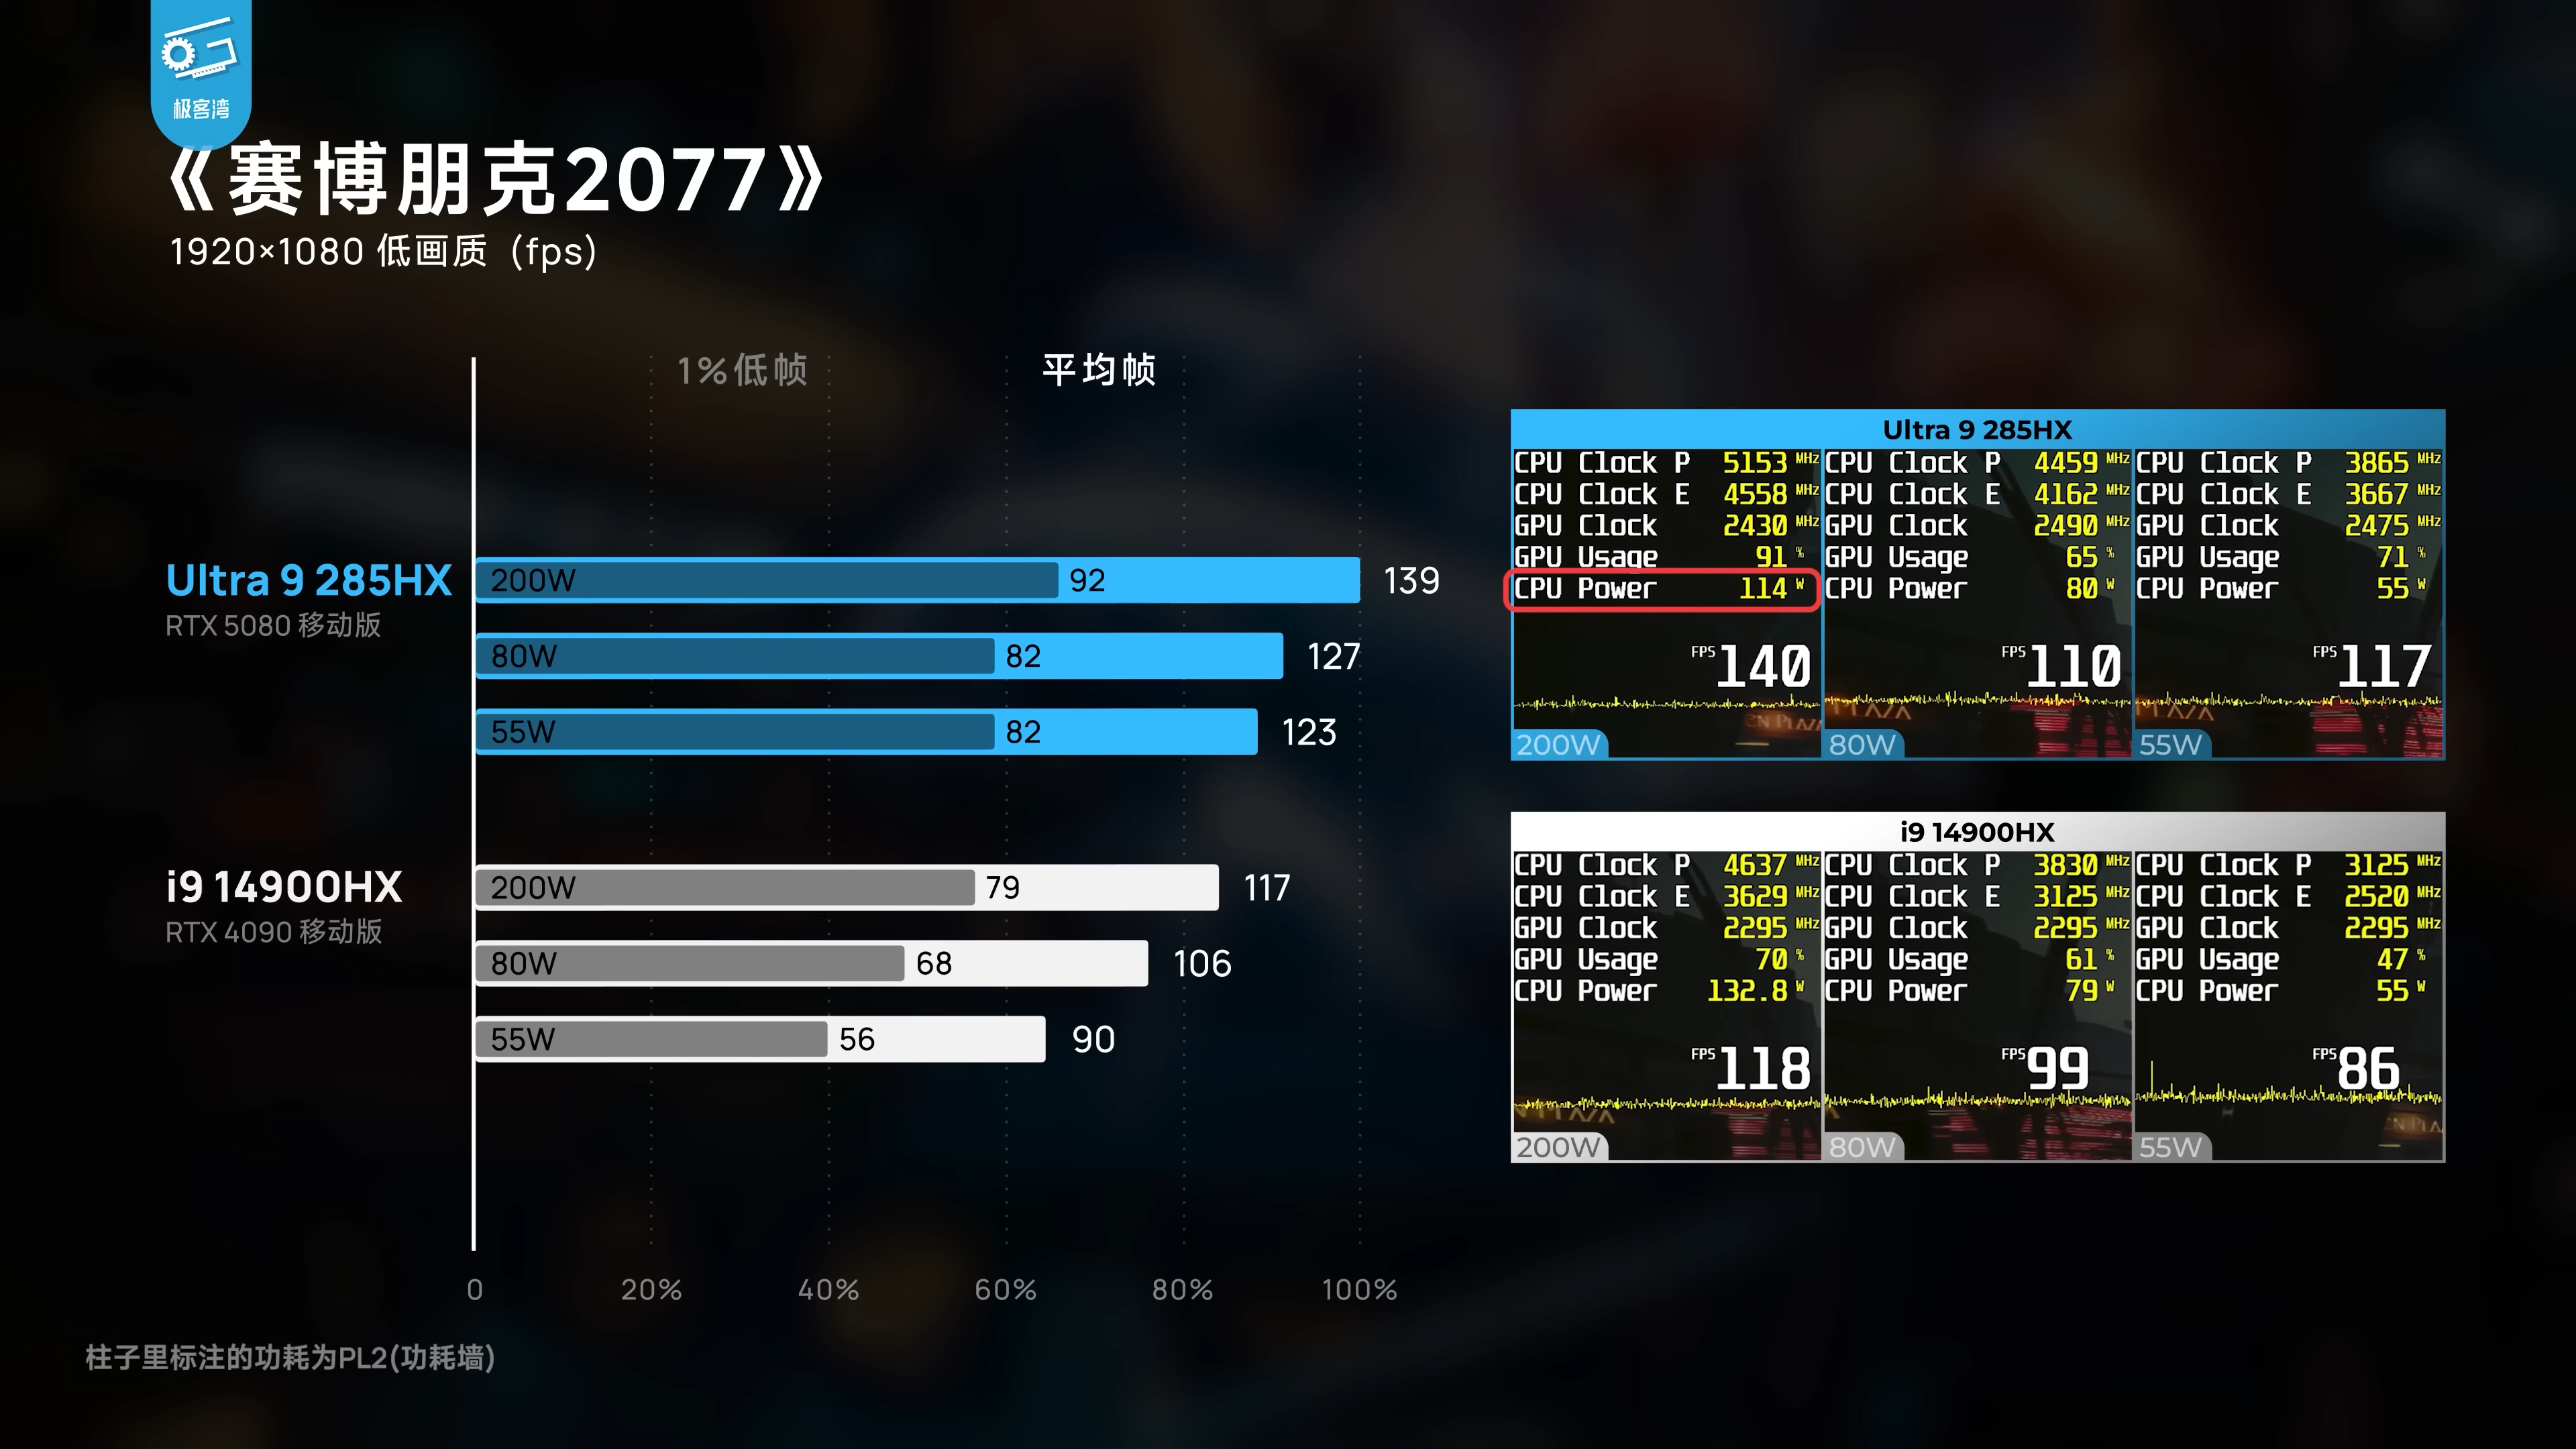 极客湾
《赛博朋克2077》
1920×1080 低画质 (fps)
1%低帧 平均帧
Ultra 9 285HX
RTX 5080 移动版
200W 92 139
80W 82 127
55W 82 123
i9 14900HX
RTX 4090 移动版
200W 79 117
80W 68 106
55W 56 90
0 20% 40% 60% 80% 100%
柱子里标注的功耗为PL2(功耗墙)
Ultra 9 285HX
CPU Clock P 5153 MHz CPU Clock P 4459 MHz CPU Clock P 3865 MHz
CPU Clock E 4558 MHz CPU Clock E 4162 MHz CPU Clock E 3667 MHz
GPU Clock 2430 MHz GPU Clock 2490 MHz GPU Clock 2475 MHz
GPU Usage 91 % GPU Usage 65 % GPU Usage 71 %
CPU Power 114 W CPU Power 80 W CPU Power 55 W
FPS 140 FPS 110 FPS 117
200W 80W 55W
i9 14900HX
CPU Clock P 4637 MHz CPU Clock P 3830 MHz CPU Clock P 3125 MHz
CPU Clock E 3629 MHz CPU Clock E 3125 MHz CPU Clock E 2520 MHz
GPU Clock 2295 MHz GPU Clock 2295 MHz GPU Clock 2295 MHz
GPU Usage 70 % GPU Usage 61 % GPU Usage 47 %
CPU Power 132.8 W CPU Power 79 W CPU Power 55 W
FPS 118 FPS 99 FPS 86
200W 80W 55W